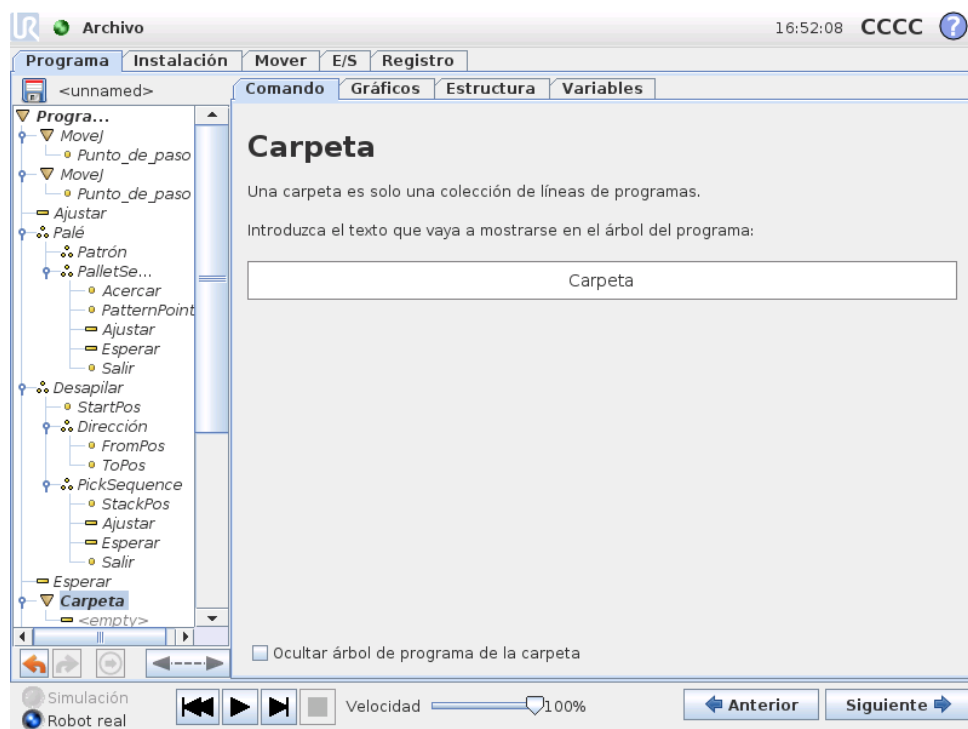 UR Archivo 16:52:08 CCCC ?
Programa Instalación Mover E/S Registro
<unnamed>
Comando Gráficos Estructura Variables
Progra...
MoveJ
Punto_de_paso
MoveJ
Punto_de_paso
Ajustar
Palé
Patrón
PalletSe...
Acercar
PatternPoint
Ajustar
Esperar
Salir
Desapilar
StartPos
Dirección
FromPos
ToPos
PickSequence
StackPos
Ajustar
Esperar
Salir
Esperar
Carpeta
<empty>
Carpeta
Una carpeta es solo una colección de líneas de programas.
Introduzca el texto que vaya a mostrarse en el árbol del programa:
Carpeta
Ocultar árbol de programa de la carpeta
Simulación
Robot real
Velocidad 100%
Anterior Siguiente